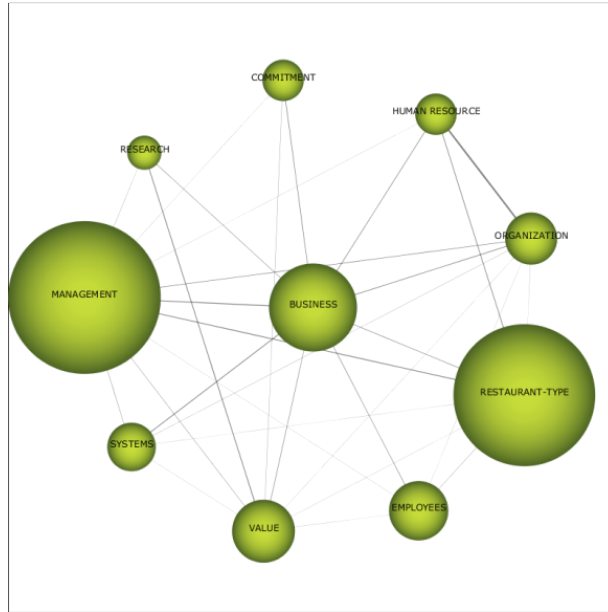 COMMITMENT
HUMAN RESOURCE
RESEARCH
ORGANIZATION
MANAGEMENT
BUSINESS
RESTAURANT-TYPE
SYSTEMS
EMPLOYEES
VALUE